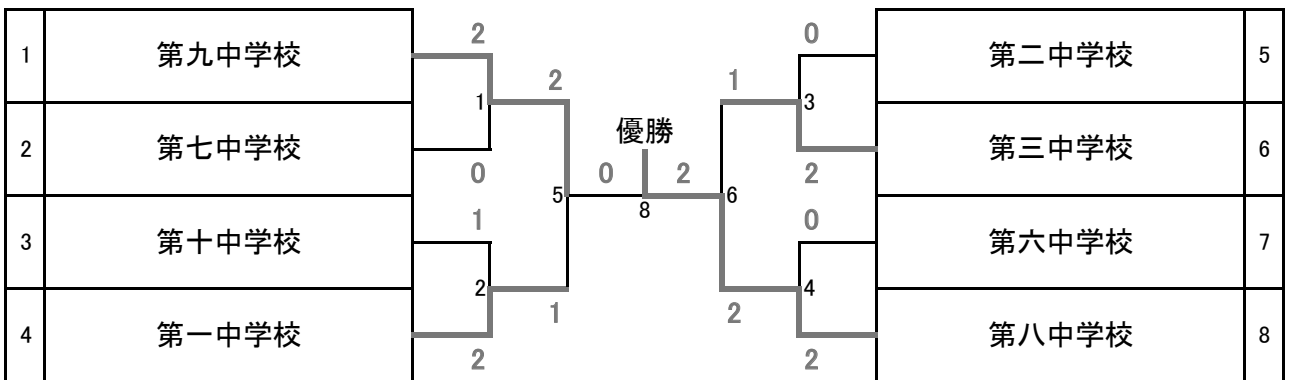 2 0
1 第九中学校 第二中学校 5
2 1
1 3
優勝
2 第七中学校 第三中学校 6
0 0 2 2
5 8 6
1 0
3 第十中学校 第六中学校 7
2 4
1 2
4 第一中学校 第八中学校 8
2 2